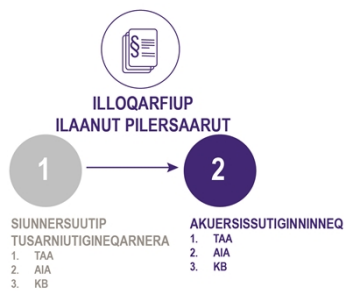 §
ILLOQARFIUP
ILAANUT PILERSAARUT
1
2
SIUNNERSUUTIP
TUSARNIUTIGINEQARNERA
1. TAA
2. AIA
3. KB
AKUERSISSUTIGINNINNEQ
1. TAA
2. AIA
3. KB